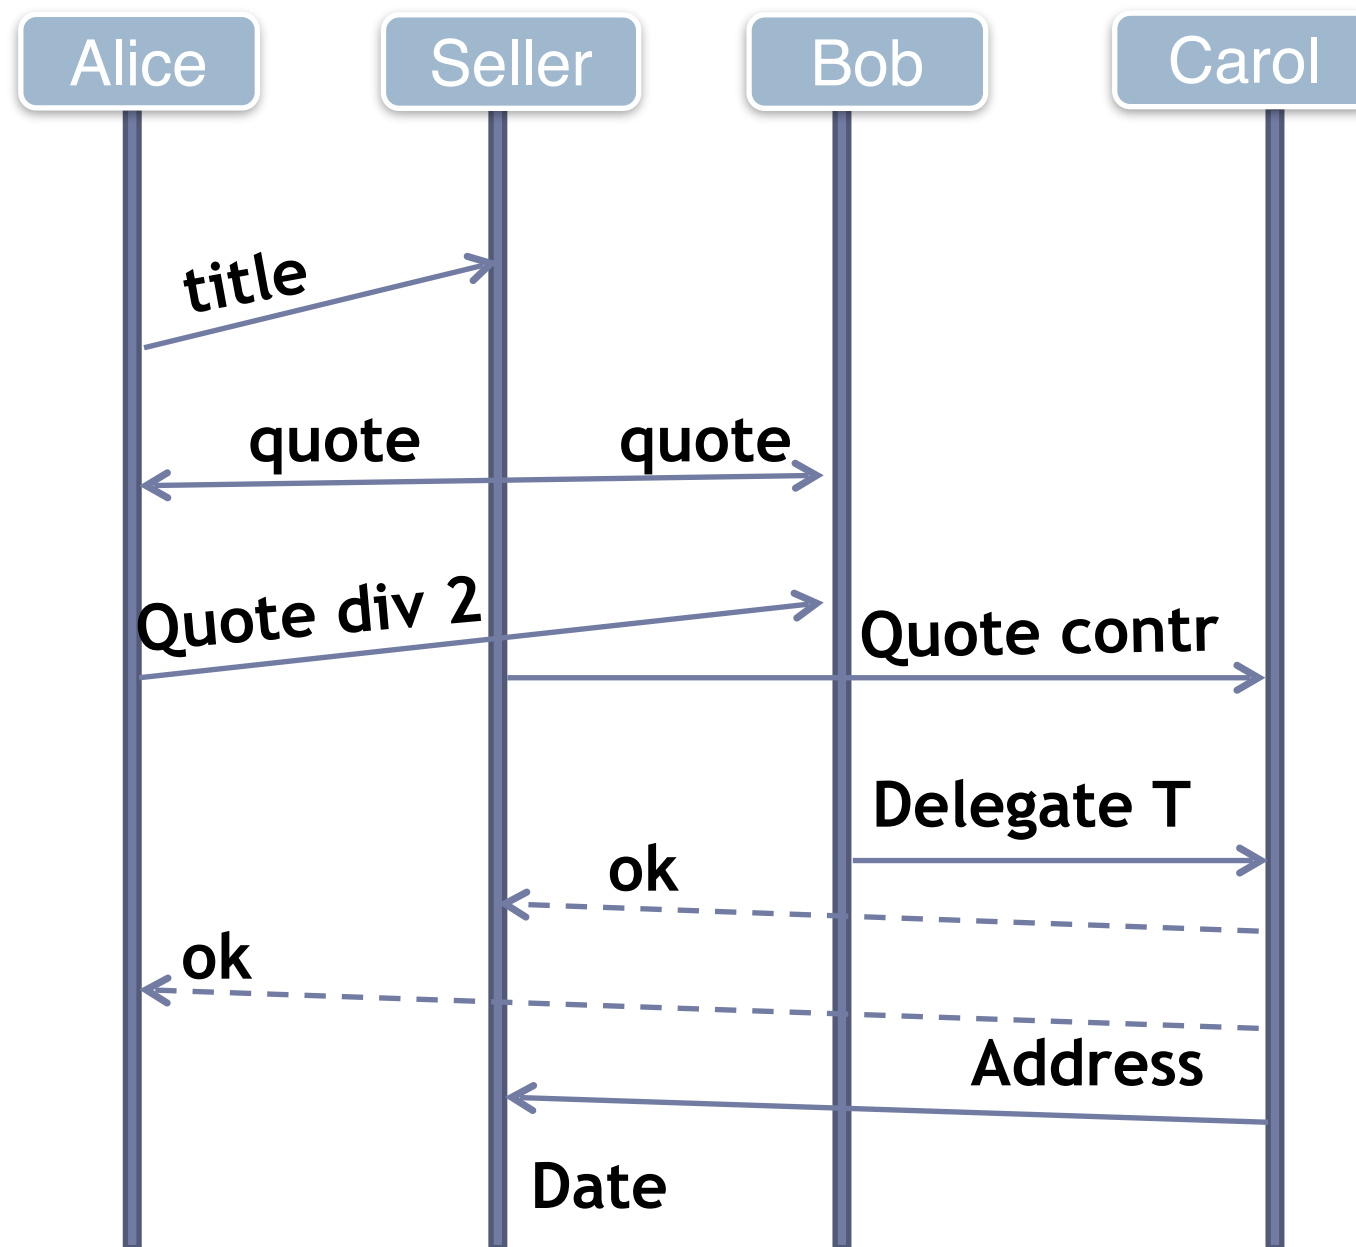 Alice
Seller
Bob
Carol
title
quote
quote
Quote div 2
Quote contr
Delegate T
ok
ok
Address
Date